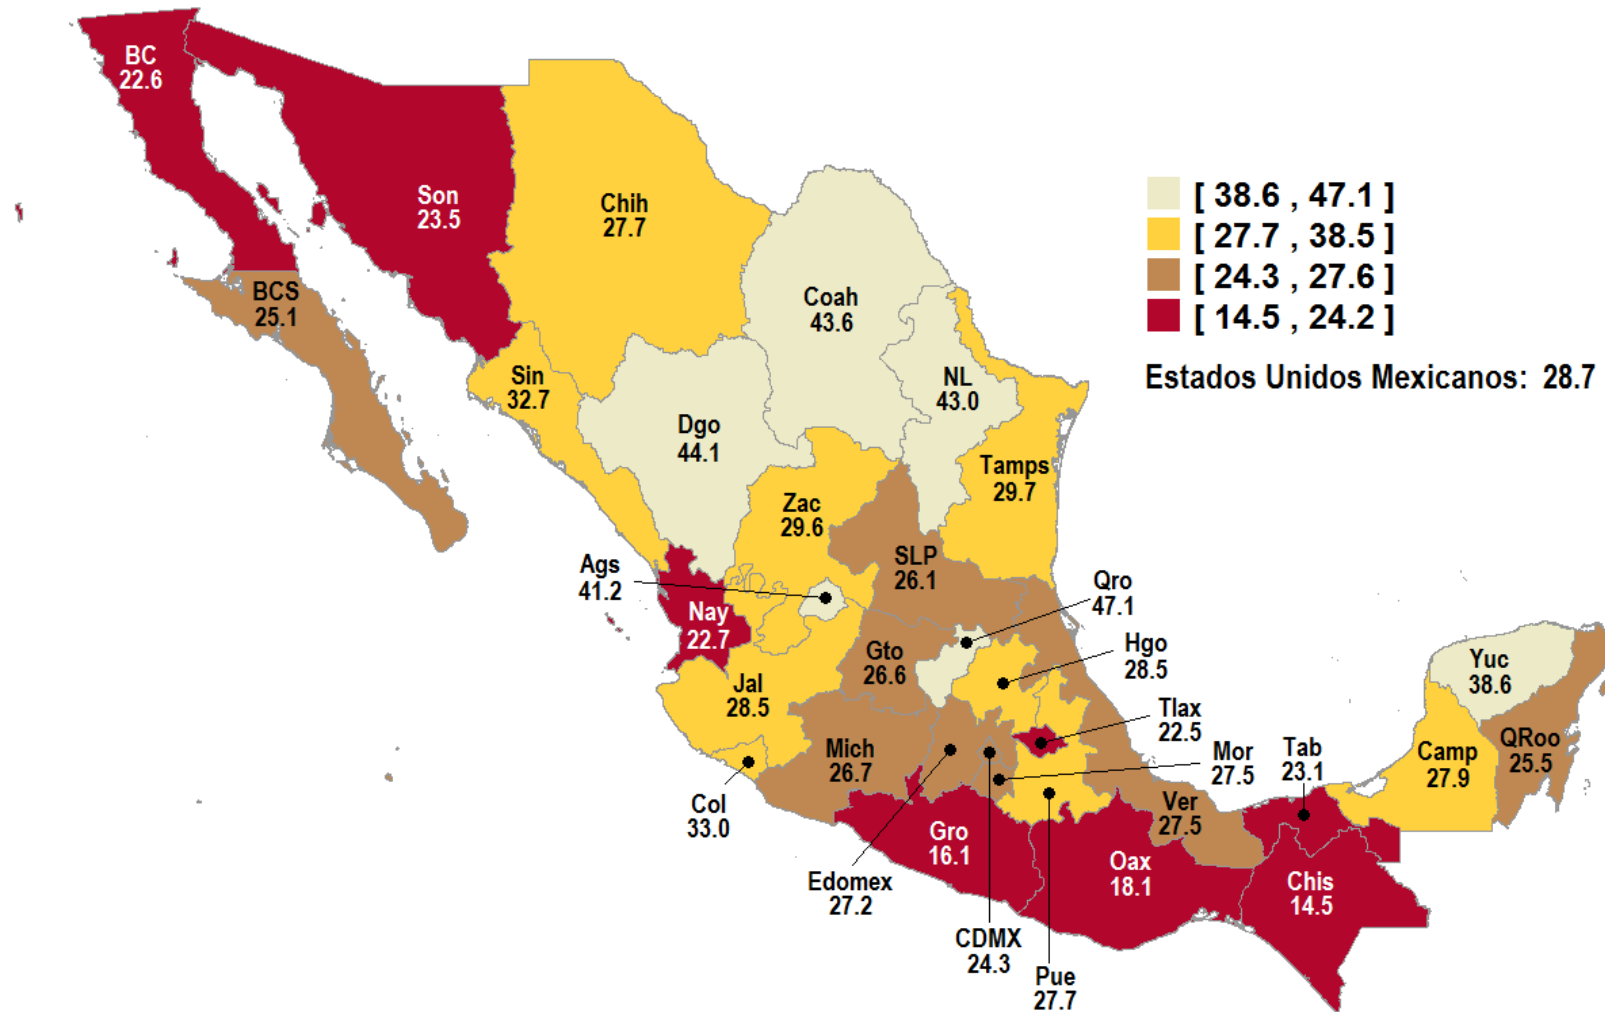 BC
22.6
Son
23.5
Chih
27.7
[ 38.6 , 47.1 ]
[ 27.7 , 38.5 ]
[ 24.3 , 27.6 ]
[ 14.5 , 24.2 ]
Estados Unidos Mexicanos: 28.7
BCS
25.1
Coah
43.6
Sin
32.7
NL
43.0
Dgo
44.1
Tamps
29.7
Zac
29.6
SLP
26.1
Ags
41.2
Qro
47.1
Nay
22.7
Gto
26.6
Hgo
28.5
Yuc
38.6
Jal
28.5
Tlax
22.5
Mich
26.7
Mor
27.5
Tab
23.1
Camp
27.9
QRoo
25.5
Col
33.0
Ver
27.5
Gro
16.1
Oax
18.1
Chis
14.5
Edomex
27.2
CDMX
24.3
Pue
27.7